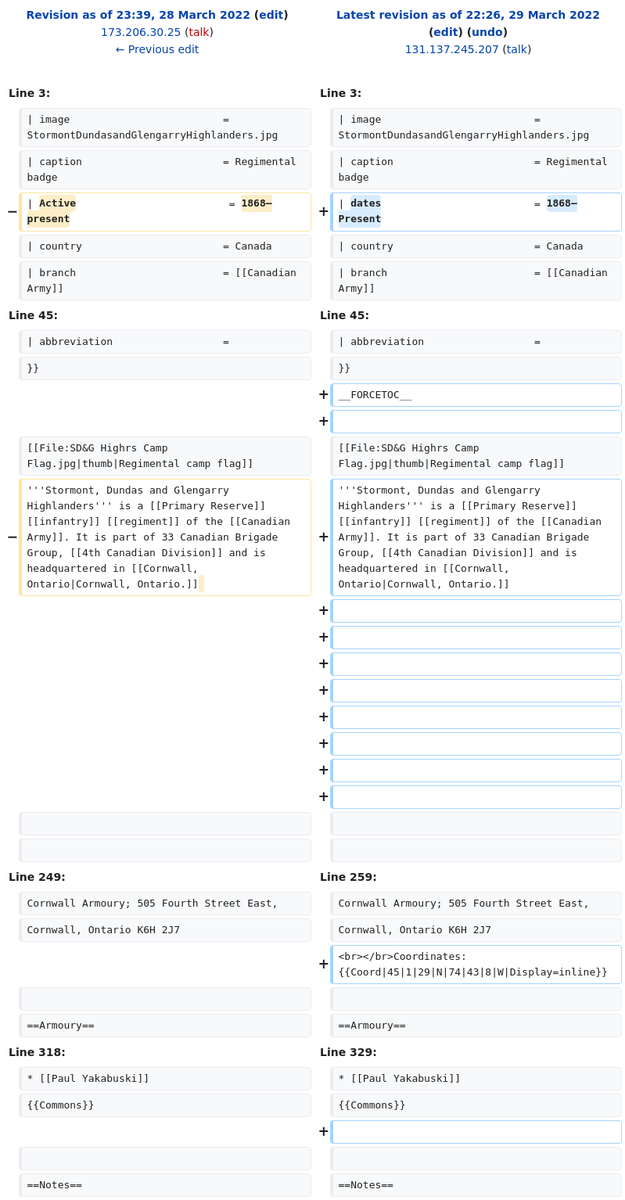 Revision as of 23:39, 28 March 2022 (edit)
173.206.30.25 (talk)
← Previous edit
Latest revision as of 22:26, 29 March 2022
(edit) (undo)
131.137.245.207 (talk)
Line 3:
Line 3:
| image                         =
StormontDundasandGlengarryHighlanders.jpg
| image                         =
StormontDundasandGlengarryHighlanders.jpg
| caption                       = Regimental
badge
| caption                       = Regimental
badge
−
| Active                         = 1868–
present
+
| dates                         = 1868–
Present
| country                       = Canada
| country                       = Canada
| branch                        = [[Canadian
Army]]
| branch                        = [[Canadian
Army]]
Line 45:
Line 45:
| abbreviation                  =
| abbreviation                  =
}}
}}
+
__FORCETOC__
+
[[File:SD&G Highrs Camp
Flag.jpg|thumb|Regimental camp flag]]
[[File:SD&G Highrs Camp
Flag.jpg|thumb|Regimental camp flag]]
−
'''Stormont, Dundas and Glengarry
Highlanders''' is a [[Primary Reserve]]
[[infantry]] [[regiment]] of the [[Canadian
Army]]. It is part of 33 Canadian Brigade
Group, [[4th Canadian Division]] and is
headquartered in [[Cornwall,
Ontario|Cornwall, Ontario.]]
+
'''Stormont, Dundas and Glengarry
Highlanders''' is a [[Primary Reserve]]
[[infantry]] [[regiment]] of the [[Canadian
Army]]. It is part of 33 Canadian Brigade
Group, [[4th Canadian Division]] and is
headquartered in [[Cornwall,
Ontario|Cornwall, Ontario.]]
+
+
+
+
+
+
+
+
Line 249:
Line 259:
Cornwall Armoury; 505 Fourth Street East,
Cornwall Armoury; 505 Fourth Street East,
Cornwall, Ontario K6H 2J7
Cornwall, Ontario K6H 2J7
+
<br></br>Coordinates:
{{Coord|45|1|29|N|74|43|8|W|Display=inline}}
==Armoury==
==Armoury==
Line 318:
Line 329:
* [[Paul Yakabuski]]
* [[Paul Yakabuski]]
{{Commons}}
{{Commons}}
+
==Notes==
==Notes==